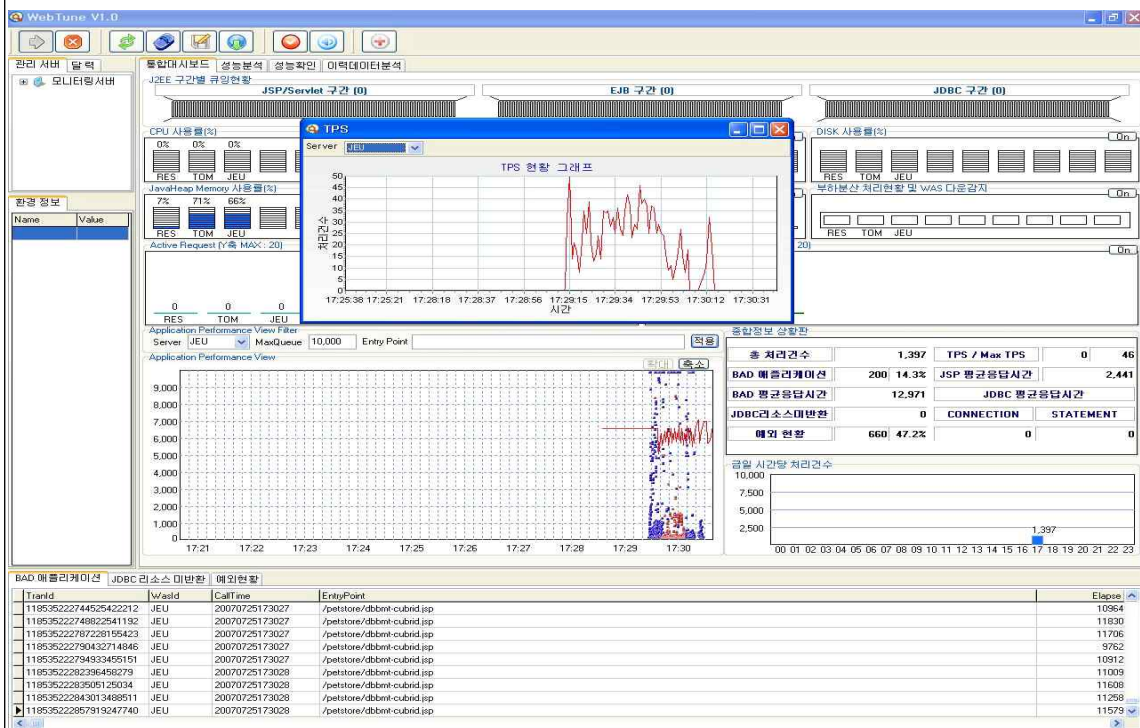 WebTune V1.0
관리 서버 달 력
모니터링서버
환경 정보
Name Value
통합대시보드 성능분석 성능확인 이력데이터분석
J2EE 구간별 큐잉현황
JSP/Servlet 구간 (0) EJB 구간 (0) JDBC 구간 (0)
CPU 사용률(%)
0% 0% 0%
RES TOM JEU
DISK 사용률(%)
On
RES TOM JEU
JavaHeap Memory 사용률(%)
7% 71% 66%
RES TOM JEU
부하분산 처리현황 및 WAS 다운감지
On
RES TOM JEU
Active Request (Y축 MAX : 20)
20)
On
0 0 0
RES TOM JEU
TPS
Server JEU
TPS 현황 그래프
처리건수
50
45
40
35
30
25
20
15
10
5
0
17:25:38 17:25:21 17:28:18 17:28:37 17:28:56 17:29:15 17:29:34 17:29:53 17:30:12 17:30:31
시간
Application Performance View Filter
Server JEU MaxQueue 10,000 Entry Point 적용
Application Performance View
확대 축소
9,000
8,000
7,000
6,000
5,000
4,000
3,000
2,000
1,000
0
17:21 17:22 17:23 17:24 17:25 17:26 17:27 17:28 17:29 17:30
종합정보 상황판
총 처리건수 1,397 TPS / Max TPS 0 46
BAD 애플리케이션 200 14.3% JSP 평균응답시간 2,441
BAD 평균응답시간 12,971 JDBC 평균응답시간
JDBC리소스미반환 0 CONNECTION STATEMENT
예외 현황 660 47.2% 0 0
금일 시간당 처리건수
10,000
7,500
5,000
2,500
1,397
00 01 02 03 04 05 06 07 08 09 10 11 12 13 14 15 16 17 18 19 20 21 22 23
BAD 애플리케이션 JDBC 리소스 미반환 예외현황
TranId WasId CallTime EntryPoint Elapse
1185352227445254222​12 JEU 20070725173027 /petstore/dbbmt-cubrid.jsp 10964
118535222748822541192 JEU 20070725173027 /petstore/dbbmt-cubrid.jsp 11830
118535222787228155423 JEU 20070725173027 /petstore/dbbmt-cubrid.jsp 11706
118535222790432714846 JEU 20070725173027 /petstore/dbbmt-cubrid.jsp 9762
118535222794933455151 JEU 20070725173027 /petstore/dbbmt-cubrid.jsp 10912
11853522282396458279 JEU 20070725173028 /petstore/dbbmt-cubrid.jsp 11009
11853522283505125034 JEU 20070725173028 /petstore/dbbmt-cubrid.jsp 11608
118535222843013488511 JEU 20070725173028 /petstore/dbbmt-cubrid.jsp 11258
118535222857919247740 JEU 20070725173028 /petstore/dbbmt-cubrid.jsp 11579